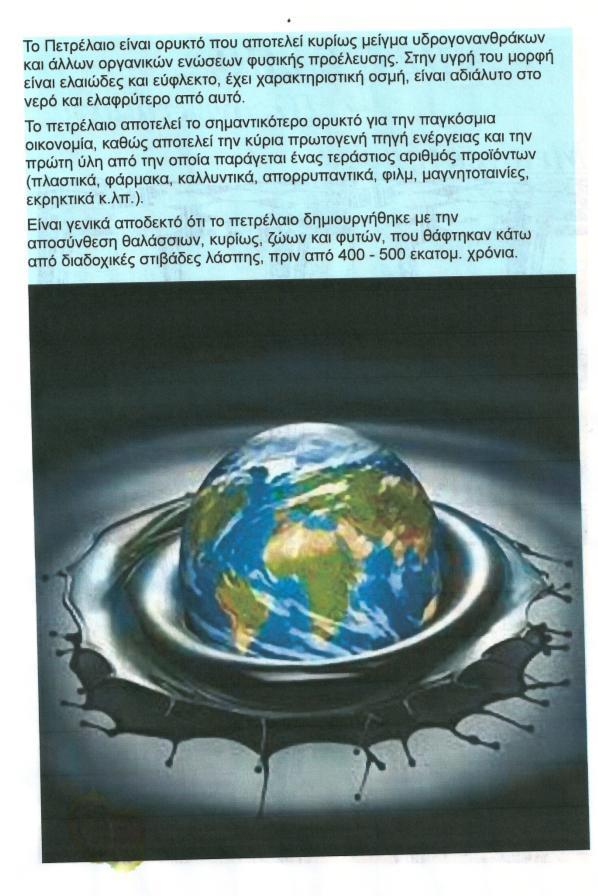 Το Πετρέλαιο είναι ορυκτό που αποτελεί κυρίως μείγμα υδρογονανθράκων
και άλλων οργανικών ενώσεων φυσικής προέλευσης. Στην υγρή του μορφή
είναι ελαιώδες και εύφλεκτο, έχει χαρακτηριστική οσμή, είναι αδιάλυτο στο
νερό και ελαφρύτερο από αυτό.
Το πετρέλαιο αποτελεί το σημαντικότερο ορυκτό για την παγκόσμια
οικονομία, καθώς αποτελεί την κύρια πρωτογενή πηγή ενέργειας και την
πρώτη ύλη από την οποία παράγεται ένας τεράστιος αριθμός προϊόντων
(πλαστικά, φάρμακα, καλλυντικά, απορρυπαντικά, φιλμ, μαγνητοταινίες,
εκρηκτικά κ.λπ.).
Είναι γενικά αποδεκτό ότι το πετρέλαιο δημιουργήθηκε με την
αποσύνθεση θαλάσσιων, κυρίως, ζώων και φυτών, που θάφτηκαν κάτω
από διαδοχικές στιβάδες λάσπης, πριν από 400 - 500 εκατομ. χρόνια.